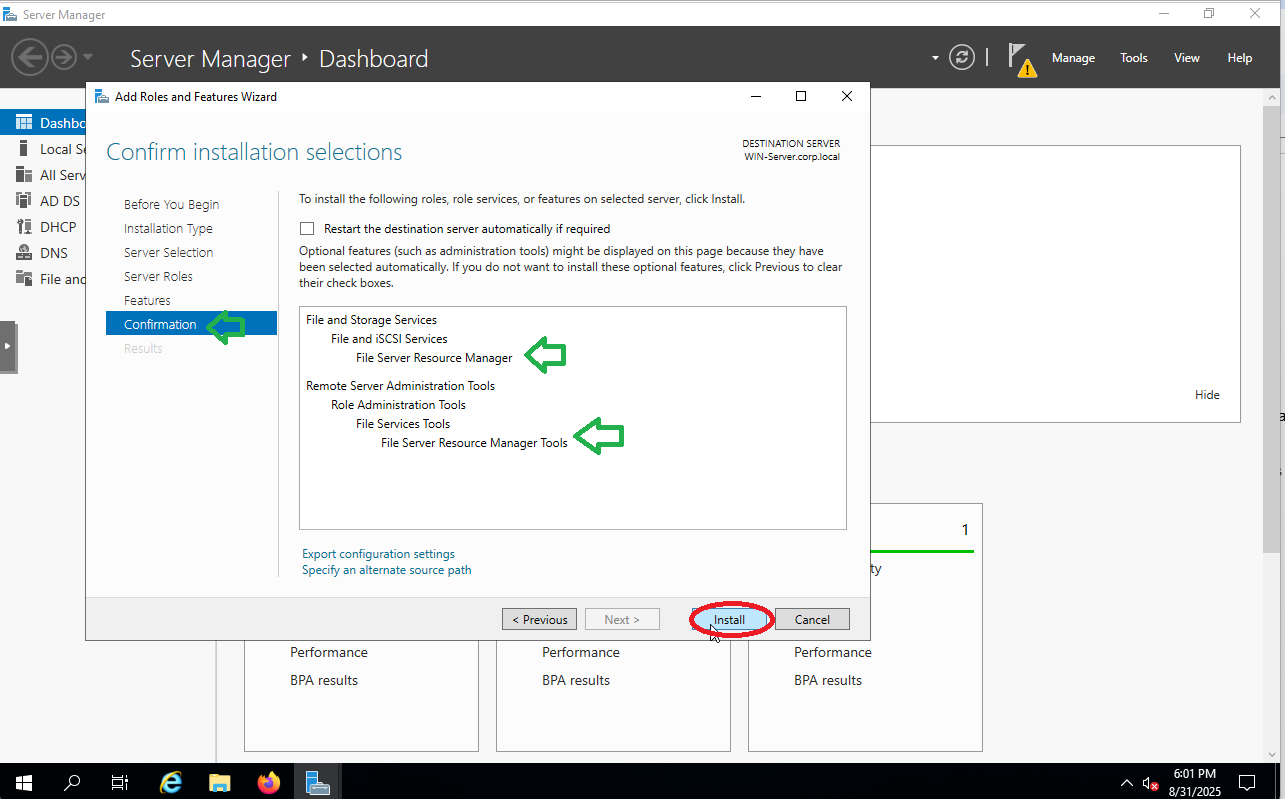 Server Manager
Server Manager ‣ Dashboard
Manage Tools View Help
Add Roles and Features Wizard
Dashbo
Local Se
All Serv
AD DS
DHCP
DNS
File and
Confirm installation selections
DESTINATION SERVER
WIN-Server.corp.local
Before You Begin
Installation Type
Server Selection
Server Roles
Features
Confirmation
Results
To install the following roles, role services, or features on selected server, click Install.
Restart the destination server automatically if required
Optional features (such as administration tools) might be displayed on this page because they have
been selected automatically. If you do not want to install these optional features, click Previous to clear
their check boxes.
File and Storage Services
File and iSCSI Services
File Server Resource Manager
Remote Server Administration Tools
Role Administration Tools
File Services Tools
File Server Resource Manager Tools
Export configuration settings
Specify an alternate source path
< Previous Next > Install Cancel
Hide
1
ty
Performance Performance Performance
BPA results BPA results BPA results
6:01 PM
8/31/2025